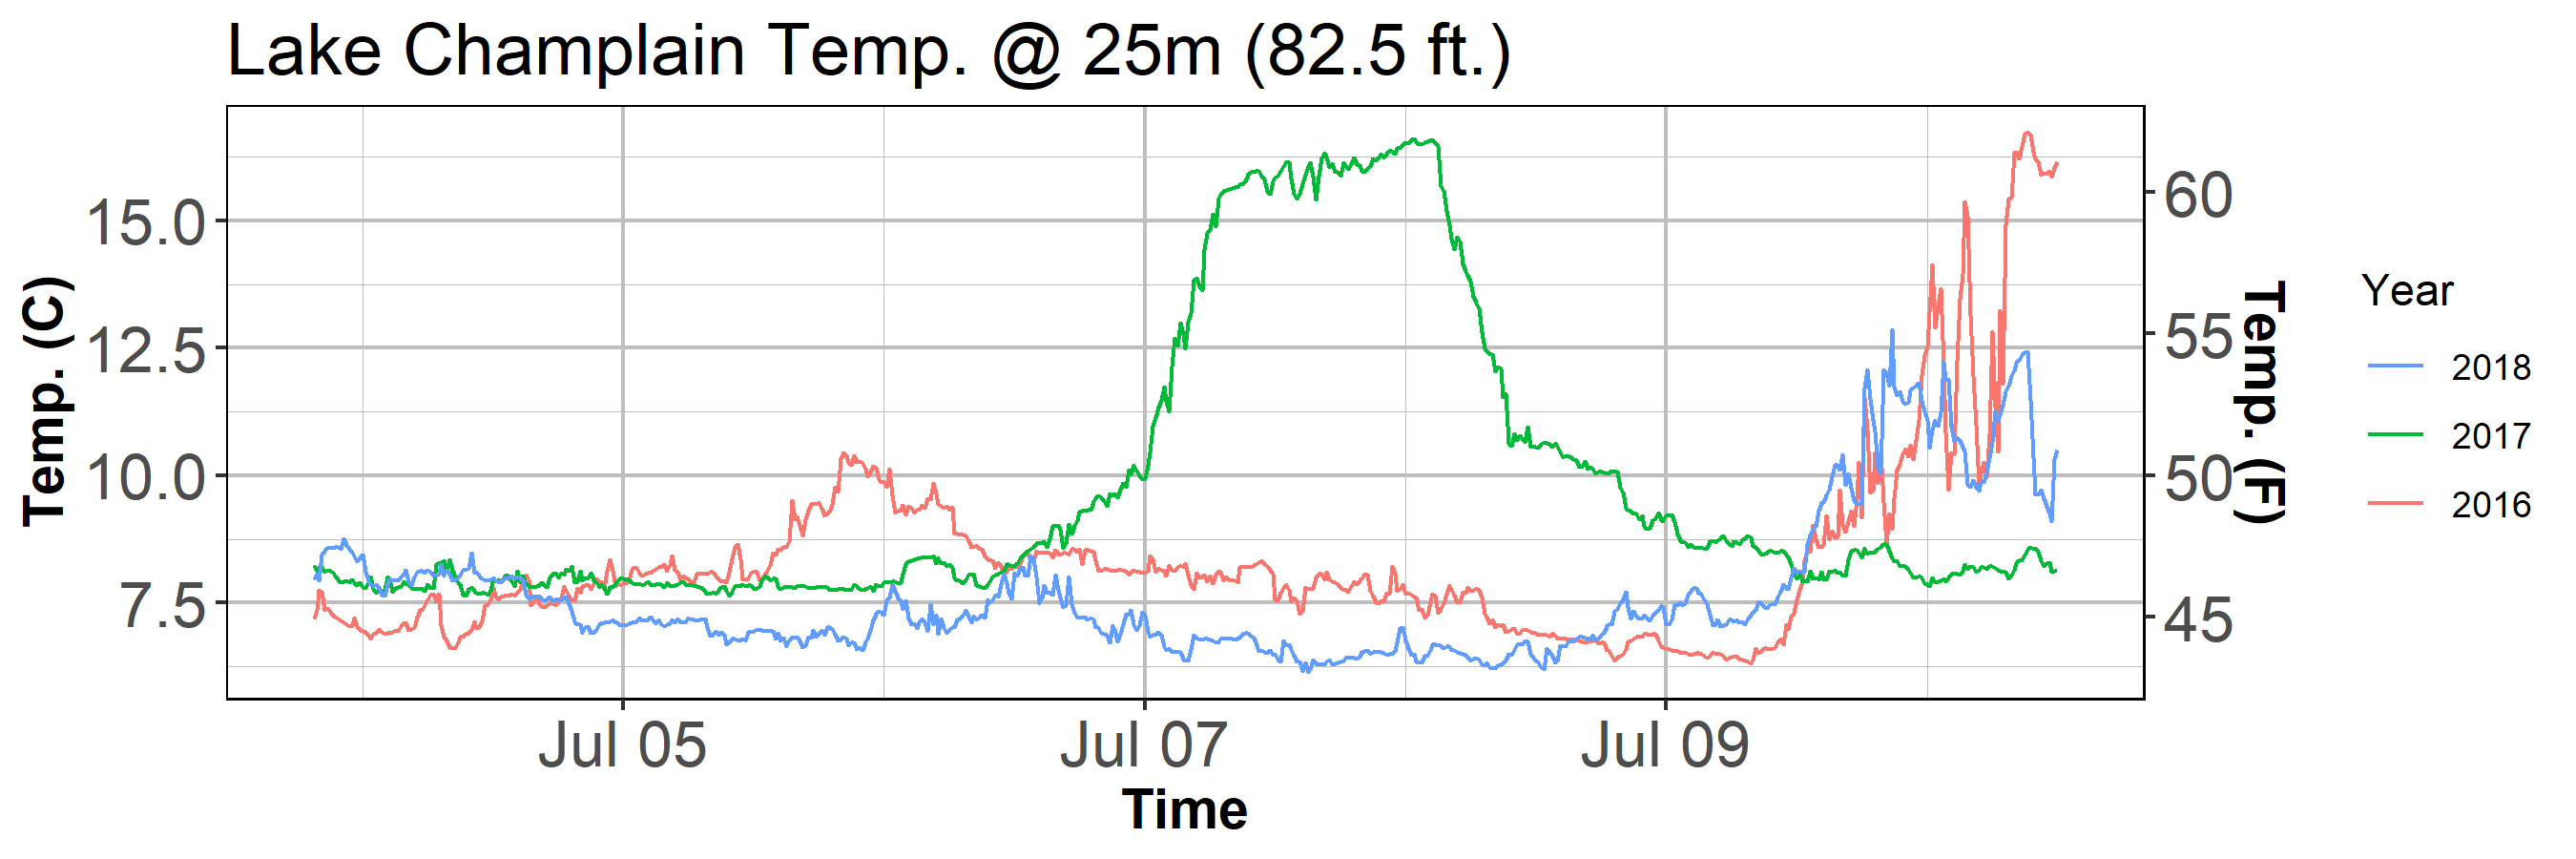 Lake Champlain Temp. @ 25m (82.5 ft.)
Temp. (C)
15.0
12.5
10.0
7.5
60
55
50
45
Temp. (F)
Jul 05
Jul 07
Jul 09
Time
Year
2018
2017
2016